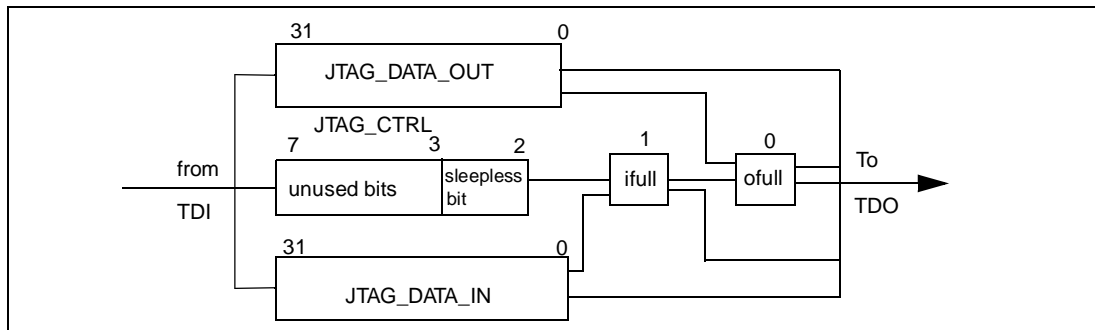 31 0
JTAG_DATA_OUT
JTAG_CTRL
7 3 2 1 0
from
TDI
unused bits
sleepless
bit
ifull
ofull
To
TDO
31 0
JTAG_DATA_IN